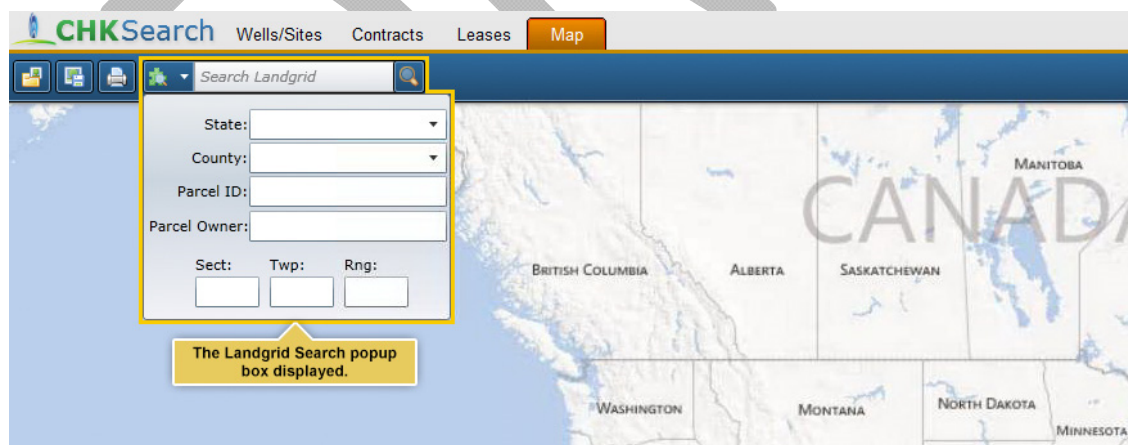 CHKSearch Wells/Sites Contracts Leases Map
Search Landgrid
State:
County:
Parcel ID:
Parcel Owner:
Sect: Twp: Rng:
The Landgrid Search popup
box displayed.
MANITOBA
CANADA
BRITISH COLUMBIA ALBERTA SASKATCHEWAN
WASHINGTON MONTANA NORTH DAKOTA
MINNESOTA